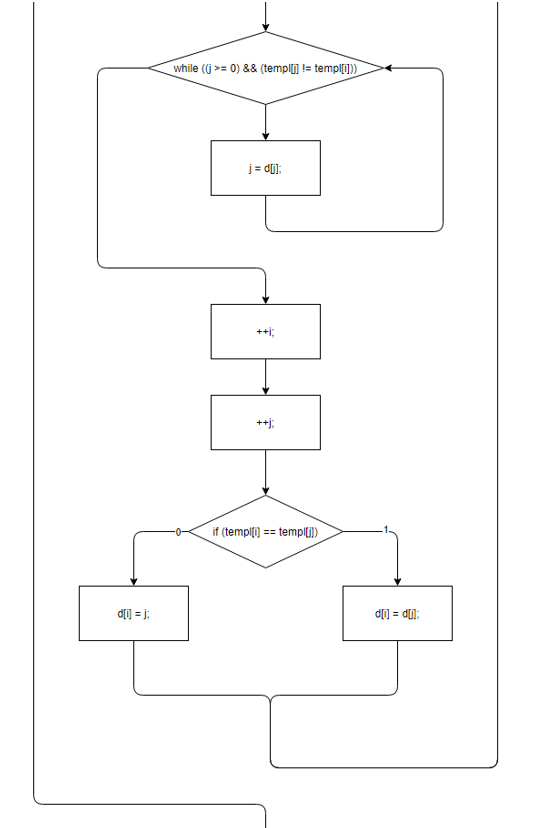 while ((j >= 0) && (templ[j] != templ[i]))
j = d[j];
++i;
++j;
if (templ[i] == templ[j])
0
1
d[i] = j;
d[i] = d[j];